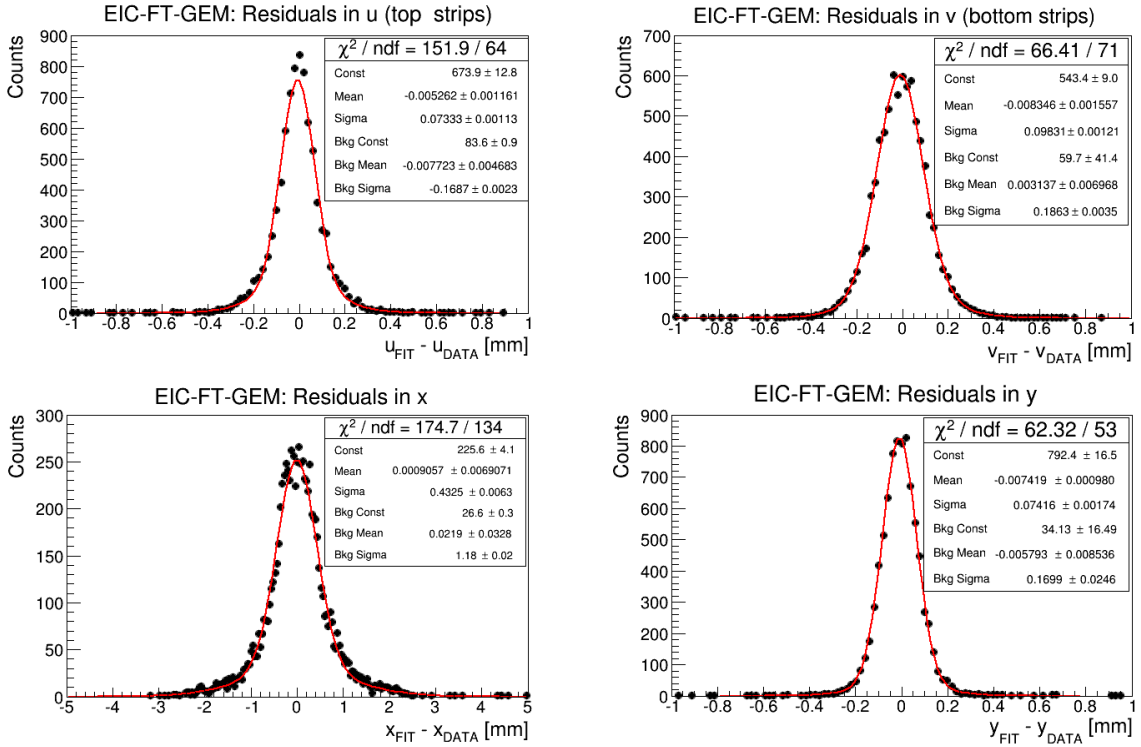 EIC-FT-GEM: Residuals in u (top strips)
Counts
900
800
700
600
500
400
300
200
100
0
-1 -0.8 -0.6 -0.4 -0.2 0 0.2 0.4 0.6 0.8 1
u_FIT - u_DATA [mm]
χ² / ndf = 151.9 / 64
Const 673.9 ± 12.8
Mean -0.005262 ± 0.001161
Sigma 0.07333 ± 0.00113
Bkg Const 83.6 ± 0.9
Bkg Mean -0.007723 ± 0.004683
Bkg Sigma -0.1687 ± 0.0023
EIC-FT-GEM: Residuals in v (bottom strips)
Counts
700
600
500
400
300
200
100
0
-1 -0.8 -0.6 -0.4 -0.2 0 0.2 0.4 0.6 0.8 1
v_FIT - v_DATA [mm]
χ² / ndf = 66.41 / 71
Const 543.4 ± 9.0
Mean -0.008346 ± 0.001557
Sigma 0.09831 ± 0.00121
Bkg Const 59.7 ± 41.4
Bkg Mean 0.003137 ± 0.006968
Bkg Sigma 0.1863 ± 0.0035
EIC-FT-GEM: Residuals in x
Counts
300
250
200
150
100
50
0
-5 -4 -3 -2 -1 0 1 2 3 4 5
x_FIT - x_DATA [mm]
χ² / ndf = 174.7 / 134
Const 225.6 ± 4.1
Mean 0.0009057 ± 0.0069071
Sigma 0.4325 ± 0.0063
Bkg Const 26.6 ± 0.3
Bkg Mean 0.0219 ± 0.0328
Bkg Sigma 1.18 ± 0.02
EIC-FT-GEM: Residuals in y
Counts
900
800
700
600
500
400
300
200
100
0
-1 -0.8 -0.6 -0.4 -0.2 0 0.2 0.4 0.6 0.8 1
y_FIT - y_DATA [mm]
χ² / ndf = 62.32 / 53
Const 792.4 ± 16.5
Mean -0.007419 ± 0.000980
Sigma 0.07416 ± 0.00174
Bkg Const 34.13 ± 16.49
Bkg Mean -0.005793 ± 0.008536
Bkg Sigma 0.1699 ± 0.0246